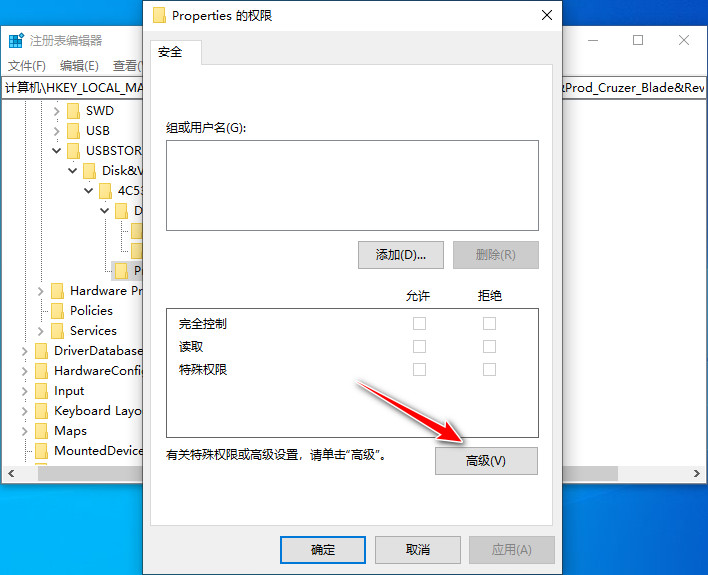 Properties 的权限
注册表编辑器
文件(F) 编辑(E) 查看(
计算机\HKEY_LOCAL_MA
&Prod_Cruzer_Blade&Rev
安全
SWD
USB
USBSTOR
Disk&V
4C53
D
P
Hardware Pr
Policies
Services
DriverDatabase
HardwareConfi
Input
Keyboard Layo
Maps
MountedDevice
组或用户名(G):
添加(D)... 删除(R)
允许 拒绝
完全控制
读取
特殊权限
有关特殊权限或高级设置，请单击“高级”。
高级(V)
确定 取消 应用(A)